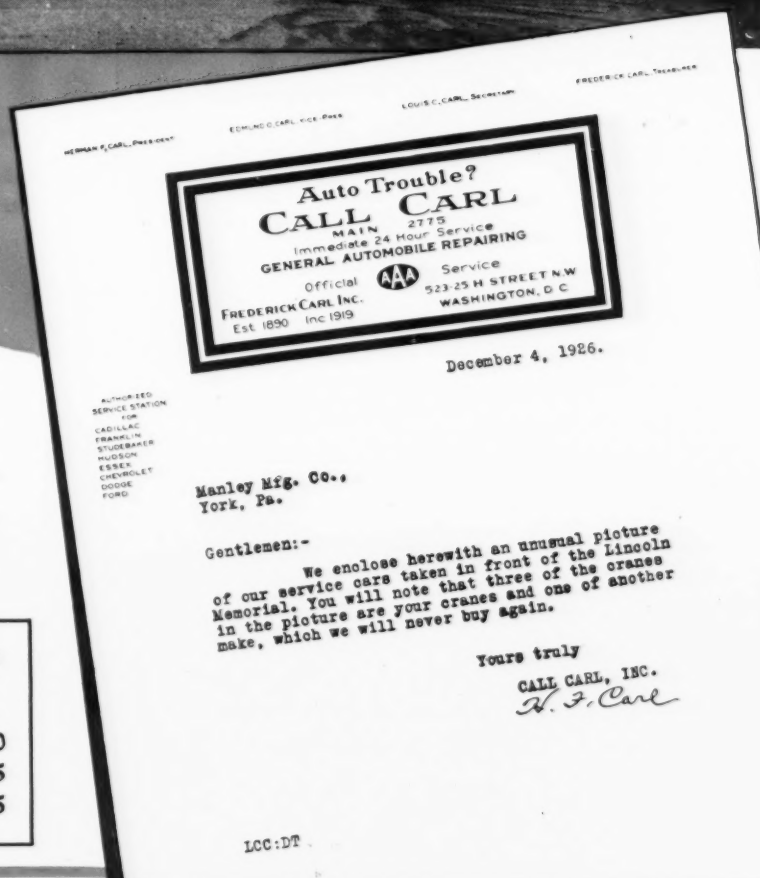 HERMAN F. CARL, PRESIDENT
EDMUND C. CARL, VICE-PRES.
LOUIS C. CARL, SECRETARY
FREDERICK CARL, TREASURER
Auto Trouble?
CALL CARL
MAIN 2775
Immediate 24 Hour Service
GENERAL AUTOMOBILE REPAIRING
Official AAA Service
FREDERICK CARL INC.
Est. 1890 Inc 1919
523-25 H STREET N.W
WASHINGTON, D C
December 4, 1926.
AUTHORIZED
SERVICE STATION
FOR
CADILLAC
FRANKLIN
STUDEBAKER
HUDSON
ESSEX
CHEVROLET
DODGE
FORD
Manley Mfg. Co.,
York, Pa.
Gentlemen:-
We enclose herewith an unusual picture
of our service cars taken in front of the Lincoln
Memorial. You will note that three of the cranes
in the picture are your cranes and one of another
make, which we will never buy again.
Yours truly
CALL CARL, INC.
H. F. Carl
LCC:DT